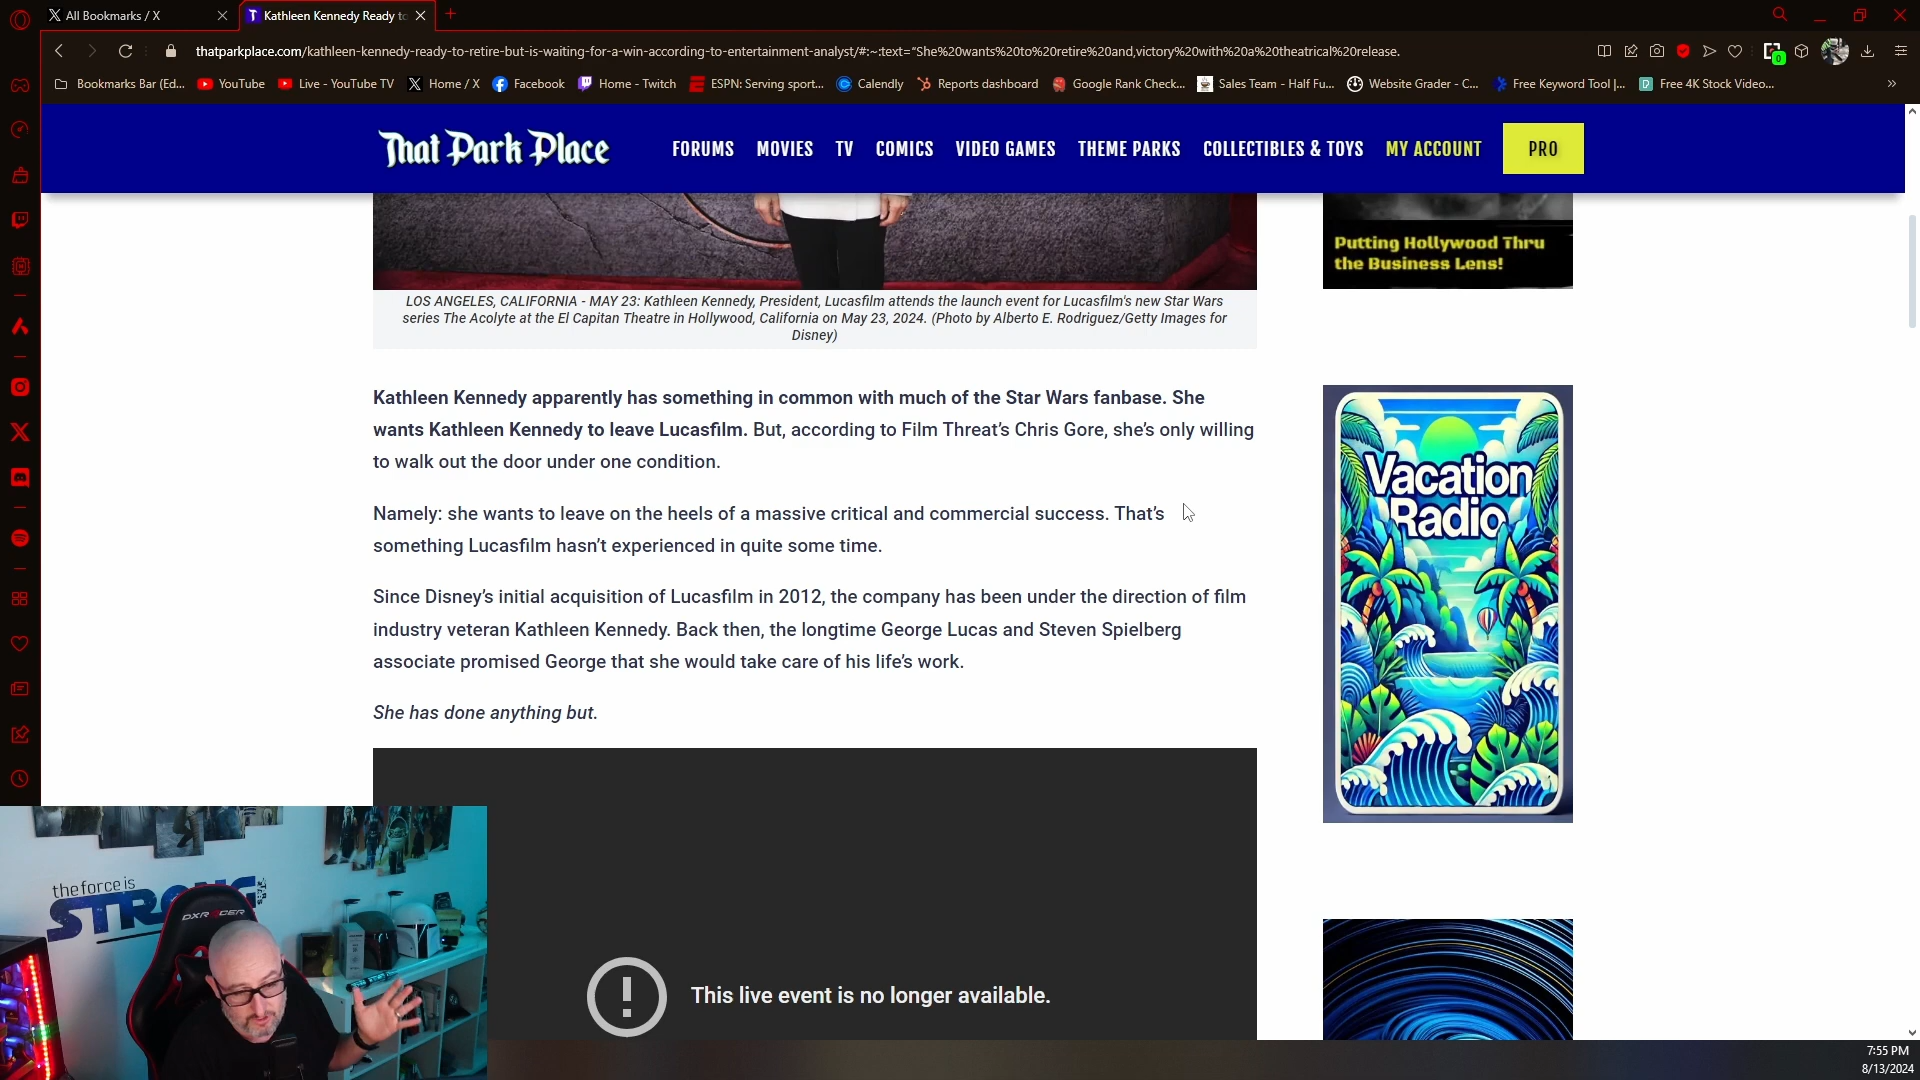 All Bookmarks / X
Kathleen Kennedy Ready to
thatparkplace.com/kathleen-kennedy-ready-to-retire-but-is-waiting-for-a-win-according-to-entertainment-analyst/#:~:text="She%20wants%20to%20retire%20and,victory%20with%20a%20theatrical%20release.
0
Bookmarks Bar (Ed... YouTube Live - YouTube TV Home / X Facebook Home - Twitch ESPN: Serving sport... Calendly Reports dashboard Google Rank Check... Sales Team - Half Fu... Website Grader - C... Free Keyword Tool |... Free 4K Stock Video... »
That Park Place
FORUMS MOVIES TV COMICS VIDEO GAMES THEME PARKS COLLECTIBLES & TOYS MY ACCOUNT PRO
Putting Hollywood Thru
the Business Lens!
LOS ANGELES, CALIFORNIA - MAY 23: Kathleen Kennedy, President, Lucasfilm attends the launch event for Lucasfilm's new Star Wars
series The Acolyte at the El Capitan Theatre in Hollywood, California on May 23, 2024. (Photo by Alberto E. Rodriguez/Getty Images for
Disney)
Kathleen Kennedy apparently has something in common with much of the Star Wars fanbase. She
wants Kathleen Kennedy to leave Lucasfilm. But, according to Film Threat's Chris Gore, she's only willing
to walk out the door under one condition.
Namely: she wants to leave on the heels of a massive critical and commercial success. That's
something Lucasfilm hasn't experienced in quite some time.
Since Disney's initial acquisition of Lucasfilm in 2012, the company has been under the direction of film
industry veteran Kathleen Kennedy. Back then, the longtime George Lucas and Steven Spielberg
associate promised George that she would take care of his life's work.
She has done anything but.
Vacation
Radio
This live event is no longer available.
the force is
STRONG
DXRACER
7:55 PM
8/13/2024